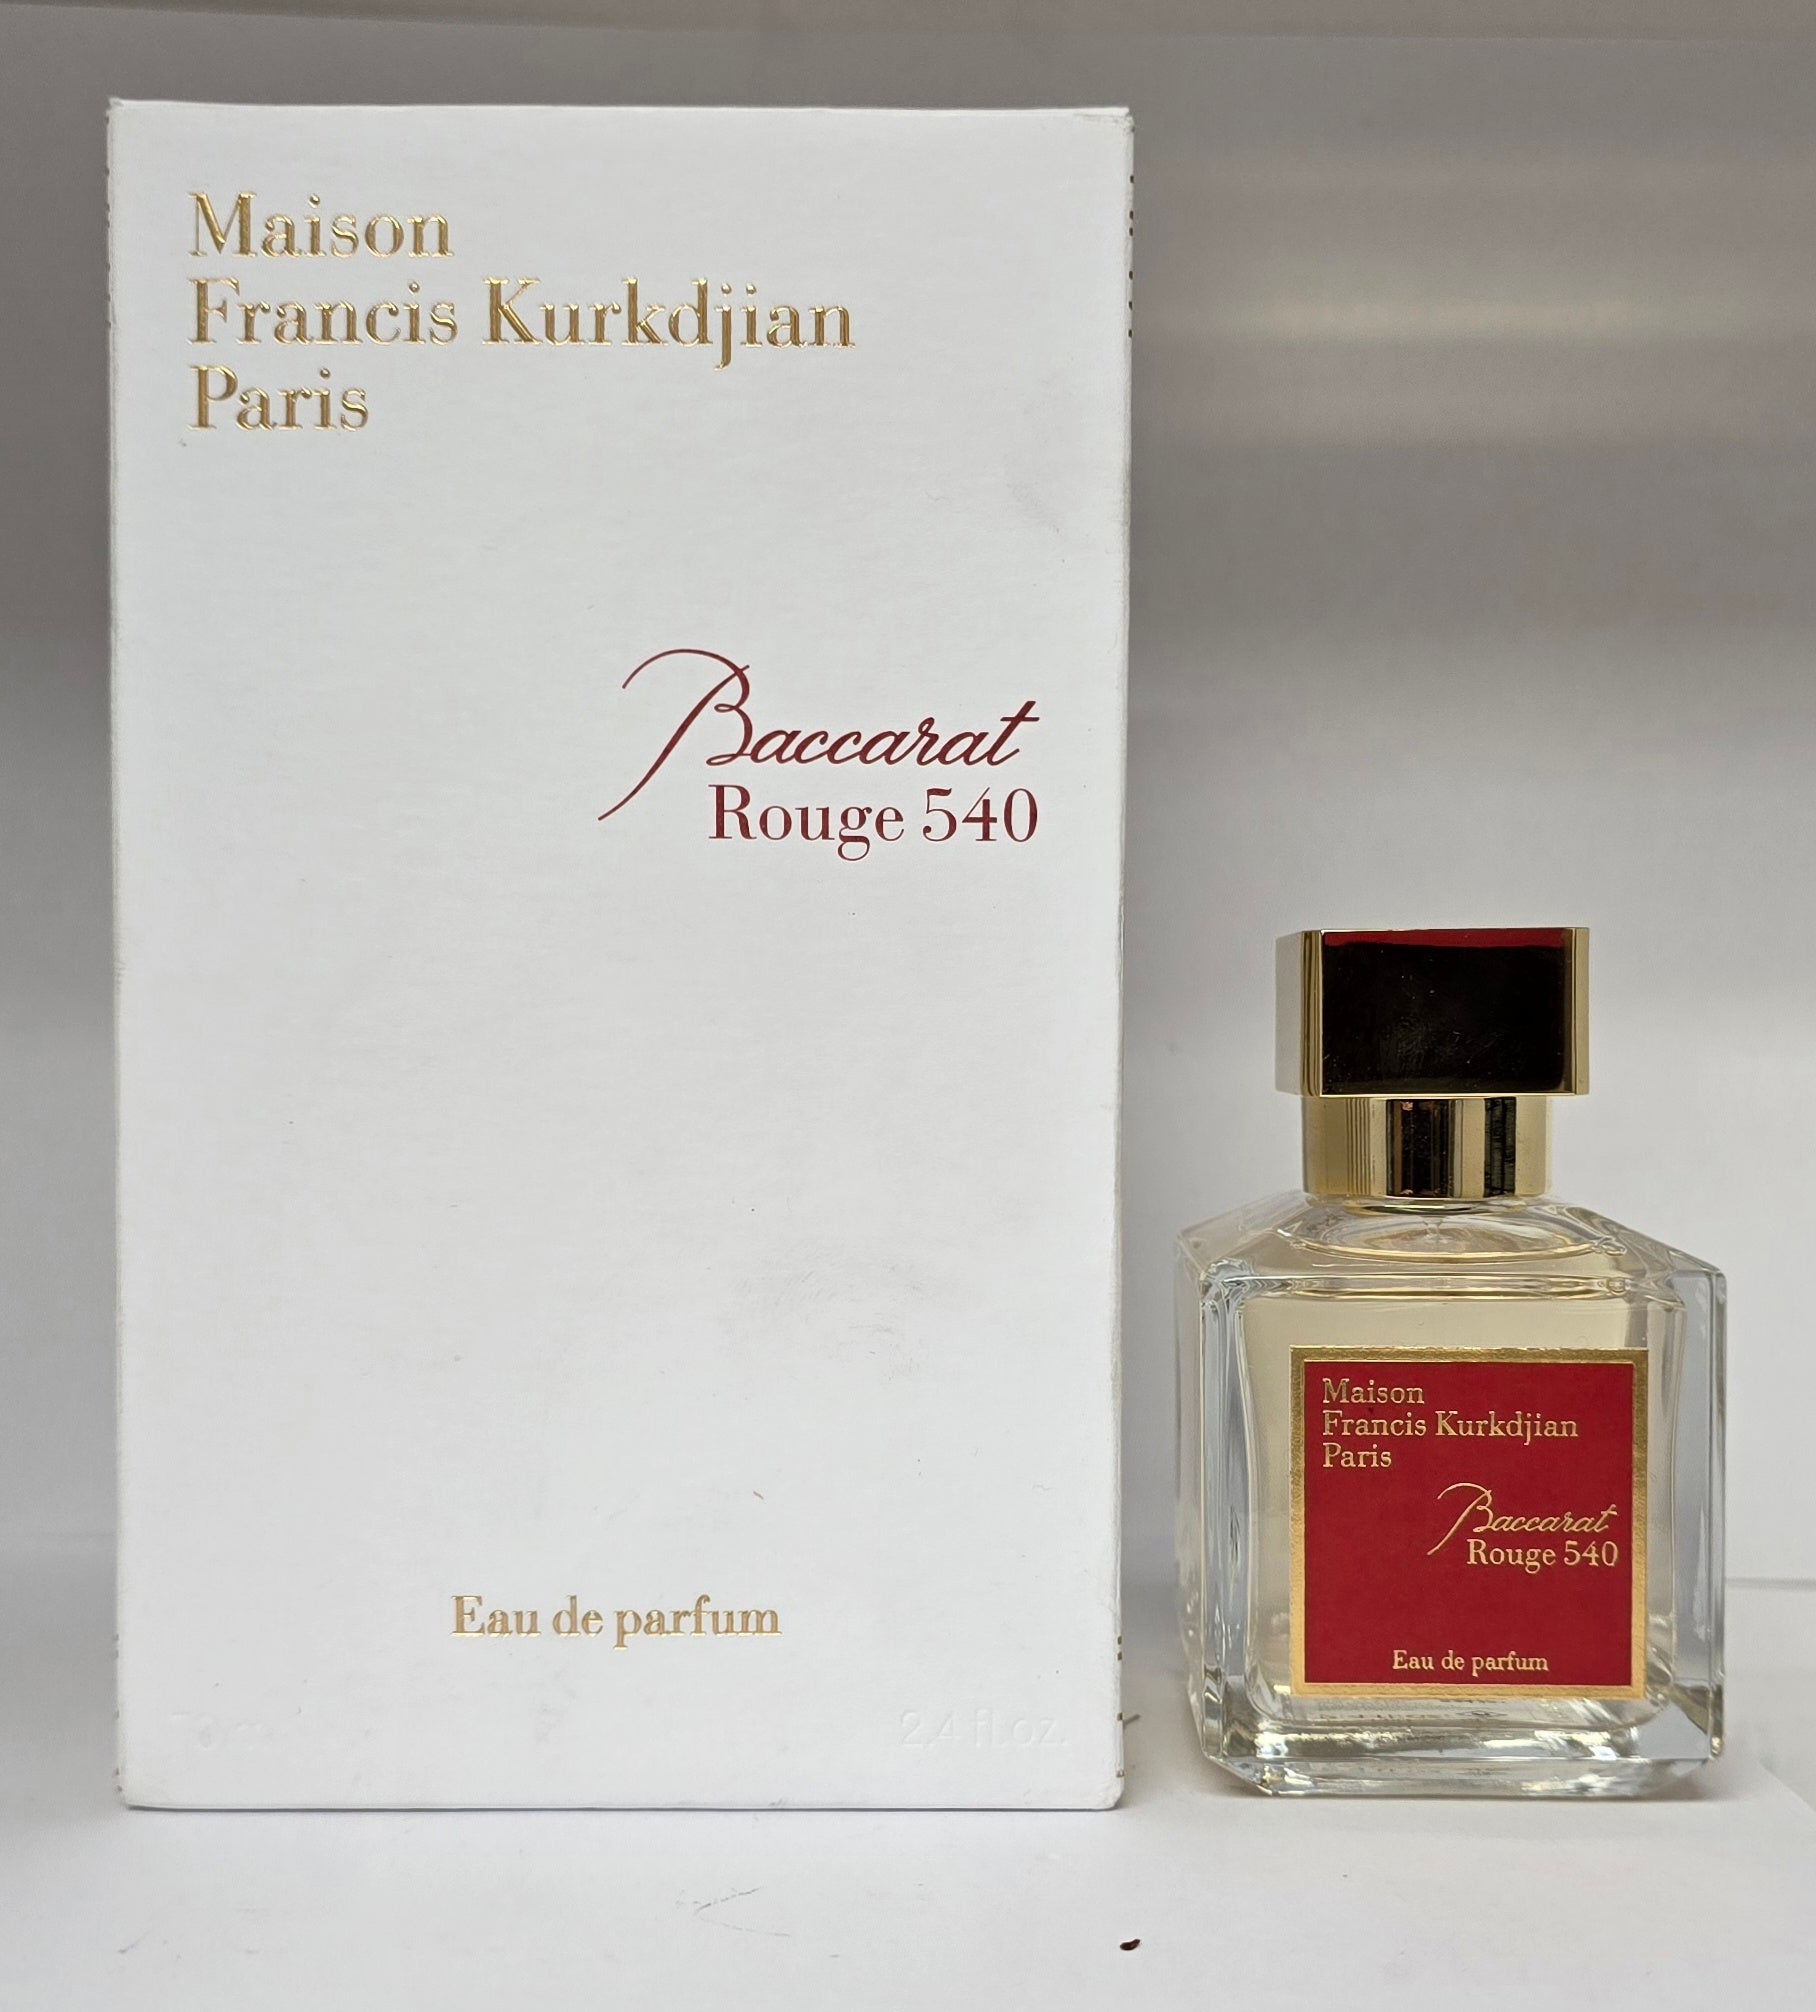 Maison
Francis Kurkdjian
Paris
Baccarat
Rouge 540
Eau de parfum
2,4 fl.oz.
Maison
Francis Kurkdjian
Paris
Baccarat
Rouge 540
Eau de parfum